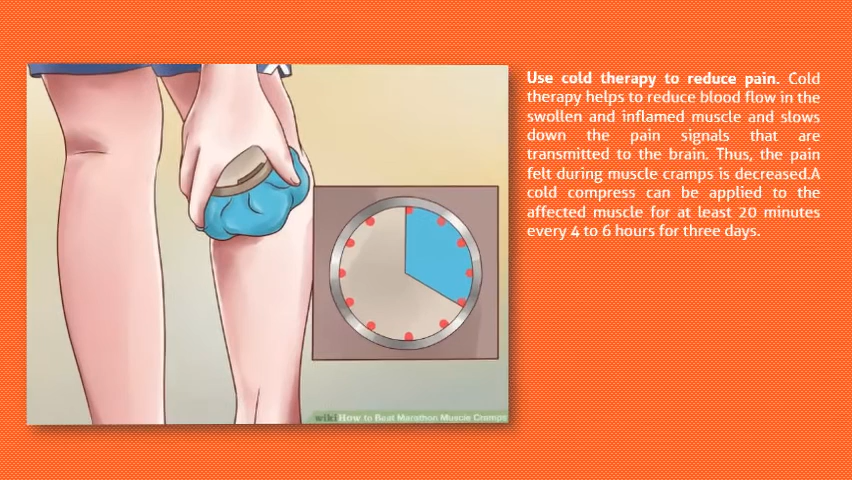 Use cold therapy to reduce pain. Cold
therapy helps to reduce blood flow in the
swollen and inflamed muscle and slows
down the pain signals that are
transmitted to the brain. Thus, the pain
felt during muscle cramps is decreased.A
cold compress can be applied to the
affected muscle for at least 20 minutes
every 4 to 6 hours for three days.
wikiHow to Beat Marathon Muscle Cramps